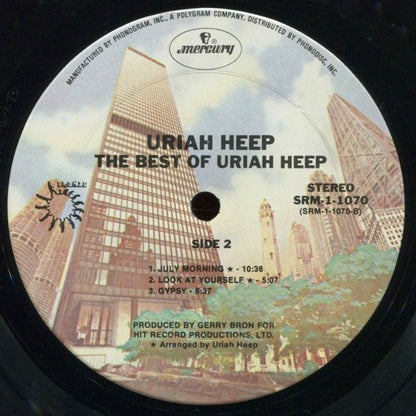 MANUFACTURED BY PHONOGRAM, INC., A POLYGRAM COMPANY. DISTRIBUTED BY PHONODISC, INC.
mercury
URIAH HEEP
THE BEST OF URIAH HEEP
STEREO
SRM-1-1070
(SRM-1-1070-B)
SIDE 2
1. JULY MORNING ★ - 10:36
2. LOOK AT YOURSELF ★ - 5:07
3. GYPSY - 6:37
PRODUCED BY GERRY BRON FOR
HIT RECORD PRODUCTIONS, LTD.
★ Arranged by Uriah Heep